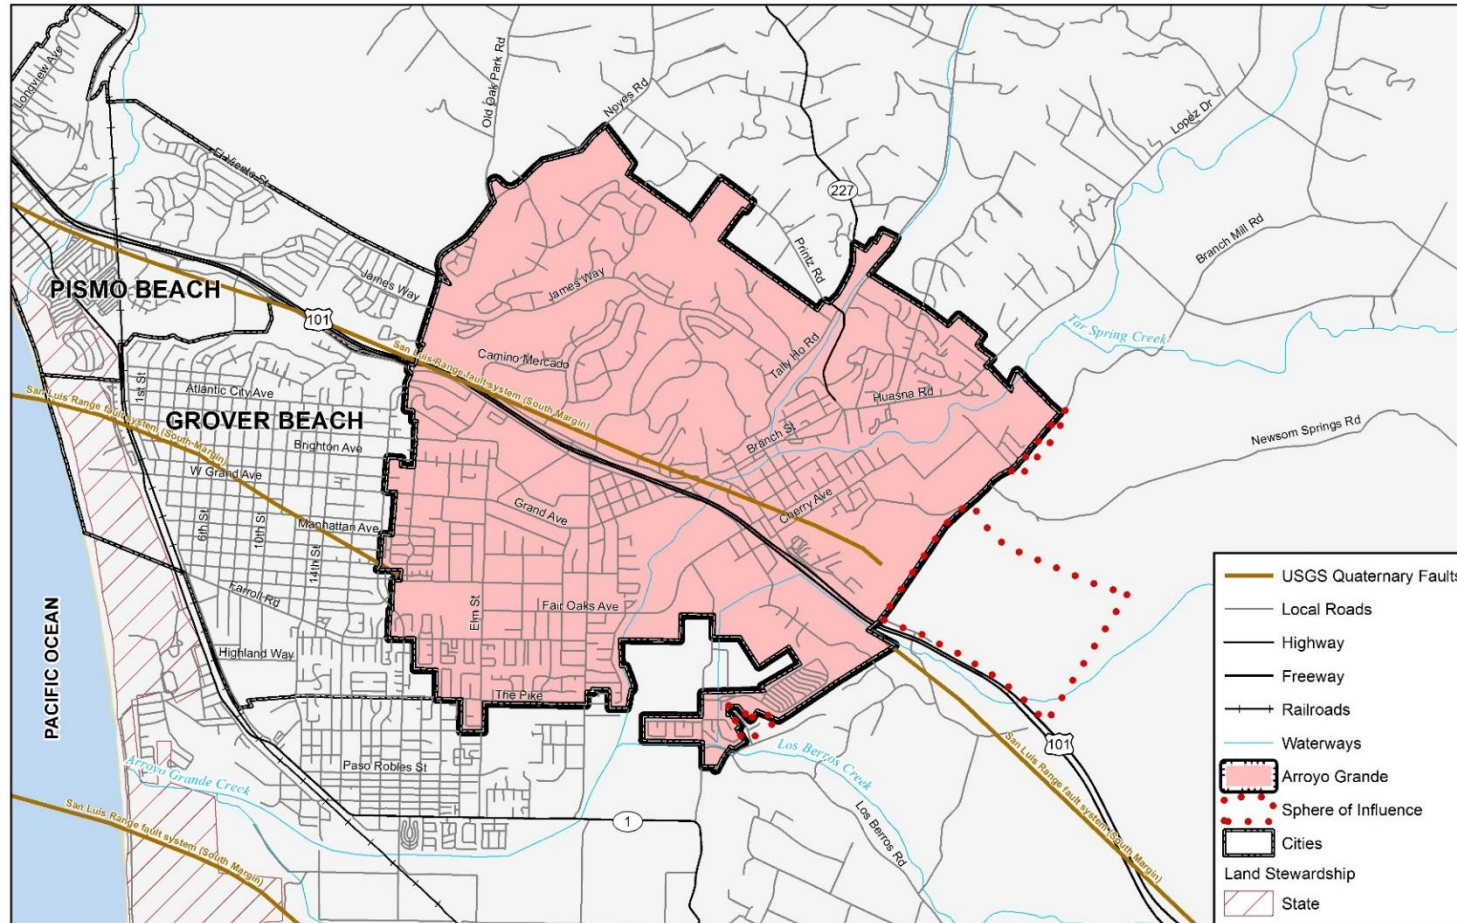 Longview Ave
Old Oak Park Rd
Noyes Rd
Lopez Dr
227
Branch Mill Rd
Printz Rd
James Way
James Way
PISMO BEACH
101
Tar Spring Creek
Tally Ho Rd
Camino Mercado
San Luis Range fault system (South Margin)
1st St
Atlantic City Ave
San Luis Range fault system (South Margin)
Huasna Rd
GROVER BEACH
Branch St
Newsom Springs Rd
Brighton Ave
W Grand Ave
Grand Ave
Cherry Ave
6th St
10th St
Manhattan Ave
14th St
Farroll Rd
Elm St
Fair Oaks Ave
PACIFIC OCEAN
Highland Way
The Pike
Los Berros Creek
101
San Luis Range fault system (South Margin)
Arroyo Grande Creek
Paso Robles St
1
Los Berros Rd
San Luis Range fault system (South Margin)
USGS Quaternary Faults
Local Roads
Highway
Freeway
Railroads
Waterways
Arroyo Grande
Sphere of Influence
Cities
Land Stewardship
State